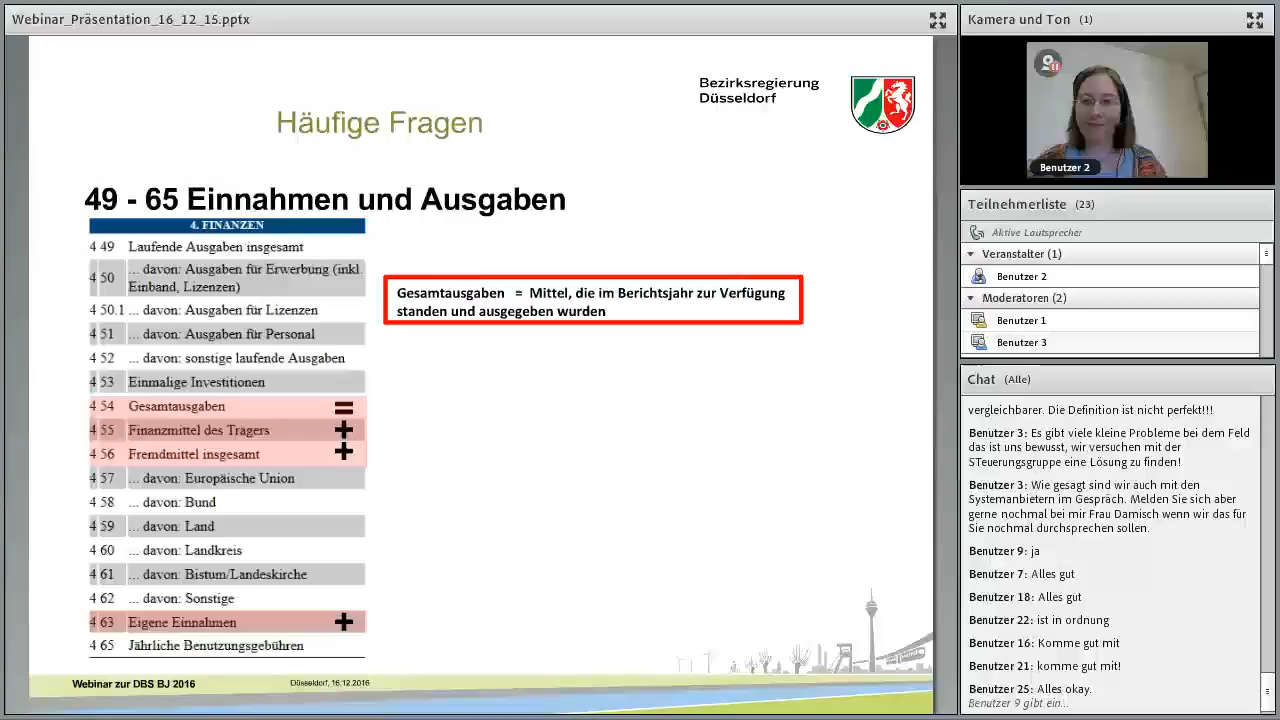 Webinar_Präsentation_16_12_15.pptx
Bezirksregierung
Düsseldorf
Häufige Fragen
49 - 65 Einnahmen und Ausgaben
4. FINANZEN
4 49 Laufende Ausgaben insgesamt
4 50 ... davon: Ausgaben für Erwerbung (inkl.
Einband, Lizenzen)
4 50.1 ... davon: Ausgaben für Lizenzen
4 51 ... davon: Ausgaben für Personal
4 52 ... davon: sonstige laufende Ausgaben
4 53 Einmalige Investitionen
4 54 Gesamtausgaben =
4 55 Finanzmittel des Trägers +
4 56 Fremdmittel insgesamt +
4 57 ... davon: Europäische Union
4 58 ... davon: Bund
4 59 ... davon: Land
4 60 ... davon: Landkreis
4 61 ... davon: Bistum/Landeskirche
4 62 ... davon: Sonstige
4 63 Eigene Einnahmen +
4 65 Jährliche Benutzungsgebühren
Gesamtausgaben = Mittel, die im Berichtsjahr zur Verfügung
standen und ausgegeben wurden
Webinar zur DBS BJ 2016
Düsseldorf, 16.12.2016
Kamera und Ton (1)
Benutzer 2
Teilnehmerliste (23)
Aktive Lautsprecher
Veranstalter (1)
Benutzer 2
Moderatoren (2)
Benutzer 1
Benutzer 3
Chat (Alle)
vergleichbarer. Die Definition ist nicht perfekt!!!
Benutzer 3: Es gibt viele kleine Probleme bei dem Feld
das ist uns bewusst, wir versuchen mit der
STeuerungsgruppe eine Lösung zu finden!
Benutzer 3: Wie gesagt sind wir auch mit den
Systemanbietern im Gespräch. Melden Sie sich aber
gerne nochmal bei mir Frau Damisch wenn wir das für
Sie nochmal durchsprechen sollen.
Benutzer 9: ja
Benutzer 7: Alles gut
Benutzer 18: Alles gut
Benutzer 22: ist in ordnung
Benutzer 16: Komme gut mit
Benutzer 21: komme gut mit!
Benutzer 25: Alles okay.
Benutzer 9 gibt ein...